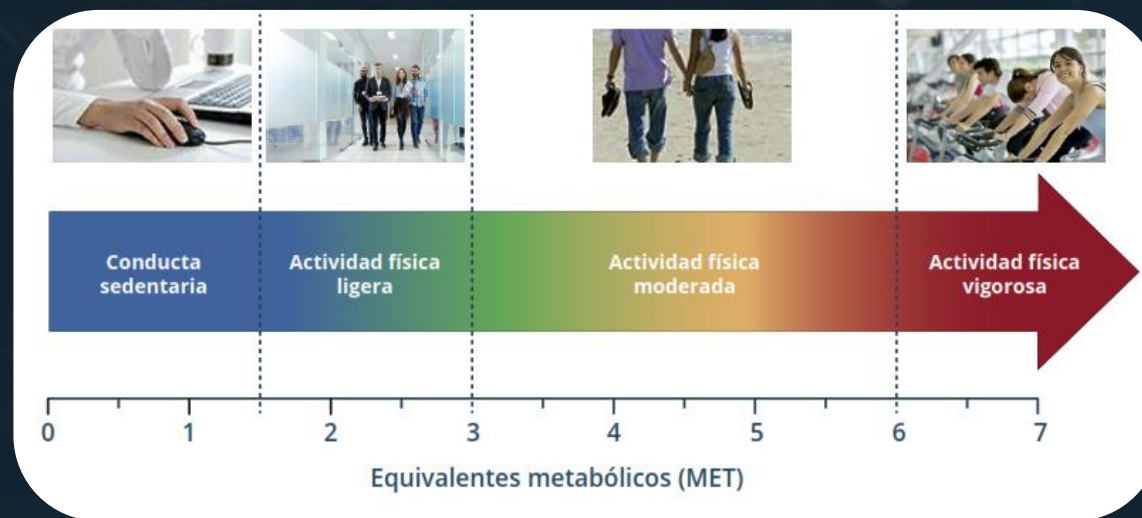 Conducta
sedentaria
Actividad física
ligera
Actividad física
moderada
Actividad física
vigorosa
0 1 2 3 4 5 6 7
Equivalentes metabólicos (MET)